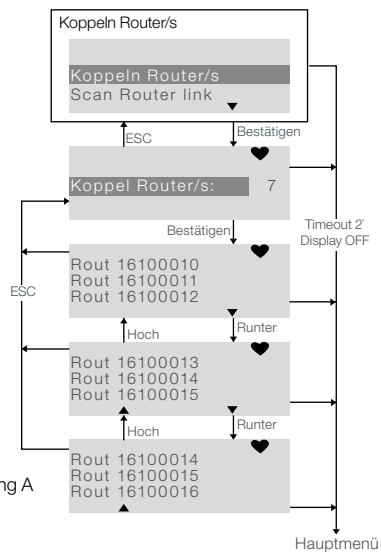 Koppeln Router/s
Koppeln Router/s
Scan Router link
ESC
Bestätigen
Koppel Router/s: 7
Bestätigen
Timeout 2`
Display OFF
ESC
Rout 16100010
Rout 16100011
Rout 16100012
Hoch
Runter
Rout 16100013
Rout 16100014
Rout 16100015
Hoch
Runter
Rout 16100014
Rout 16100015
Rout 16100016
ng A
Hauptmenü